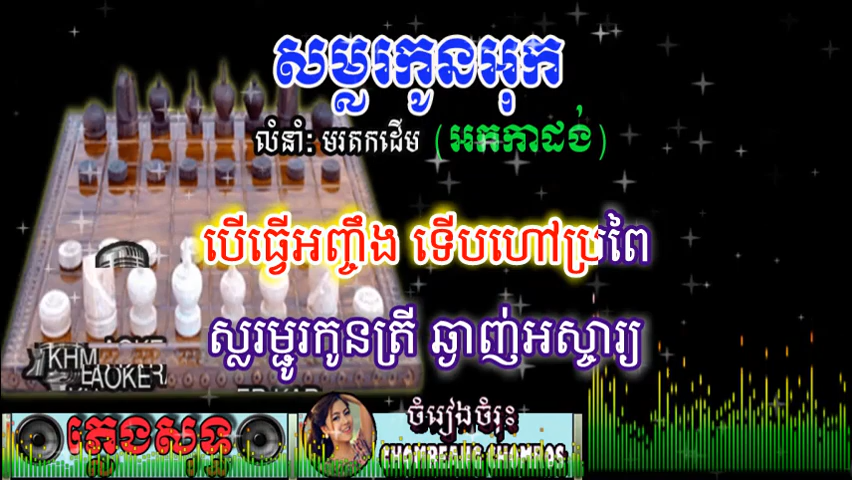 សម្លរកូនអុក
លំនាំ: មរតកដើម (អកកាដង់)
បើធ្វើអញ្ចឹង ទើបហៅប្រពៃ
ស្លរម្ជូរកូនត្រី ឆ្ងាញ់អស្ចារ្យ
ភ្លេងសុទ្ធ
ចំរៀងចំរុះ
CHOMREANG CHOMROS